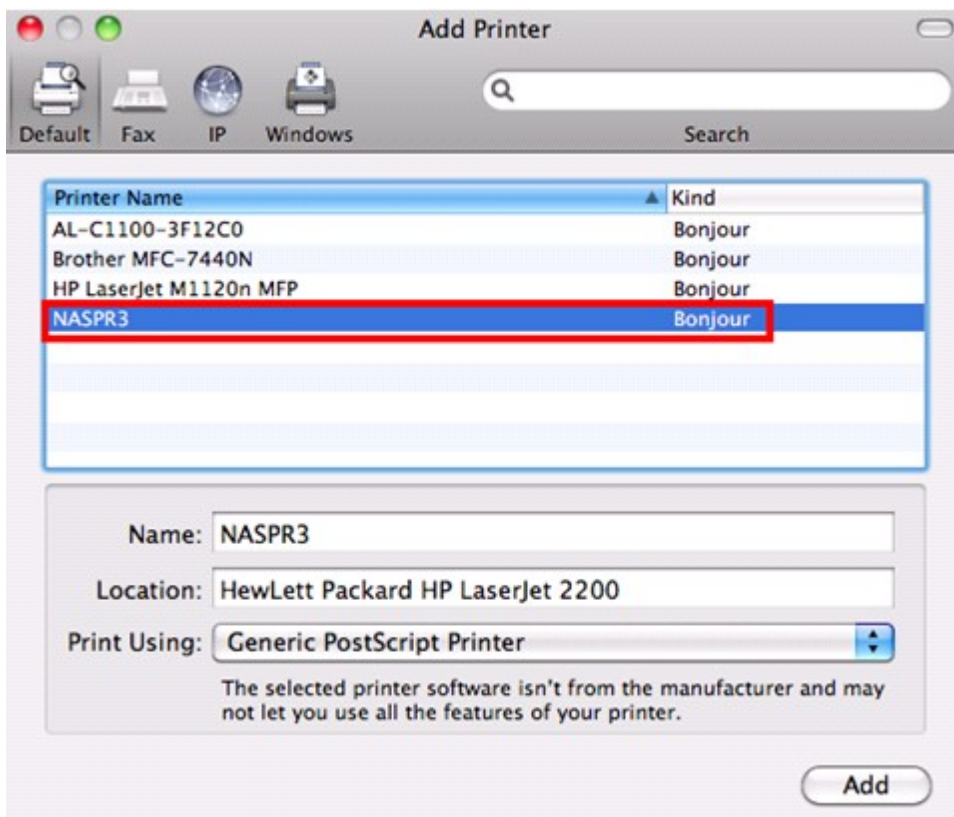 Add Printer
Default Fax IP Windows Search
Printer Name Kind
AL-C1100-3F12C0 Bonjour
Brother MFC-7440N Bonjour
HP LaserJet M1120n MFP Bonjour
NASPR3 Bonjour
Name: NASPR3
Location: HewLett Packard HP LaserJet 2200
Print Using: Generic PostScript Printer
The selected printer software isn't from the manufacturer and may
not let you use all the features of your printer.
Add